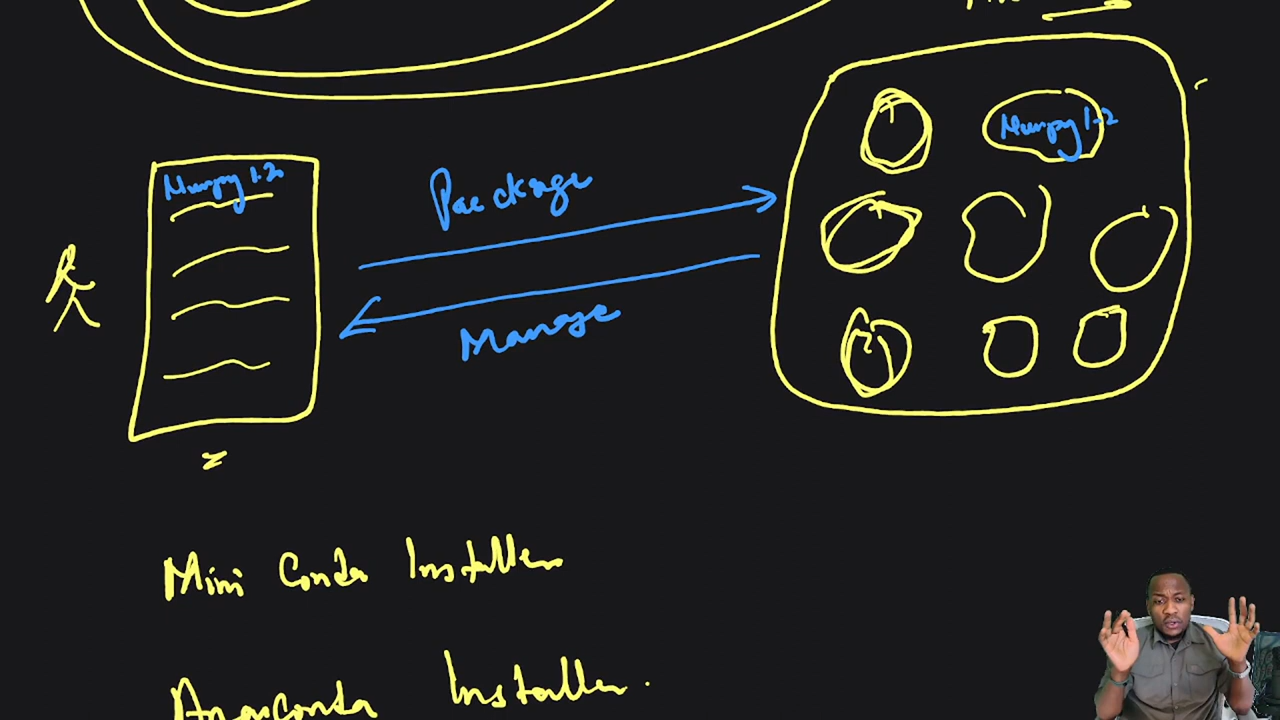 Numpy 1.2
Numpy 1.2
Package
Manage
Mini Conda Installer
Anaconda Installer.